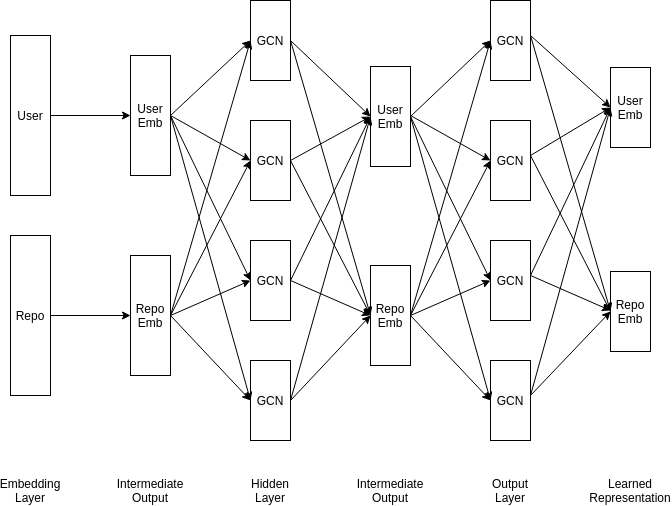 GCN
GCN
User
User
Emb
User
Emb
User
Emb
GCN
GCN
GCN
GCN
Repo
Repo
Emb
Repo
Emb
Repo
Emb
GCN
GCN
Embedding
Layer
Intermediate
Output
Hidden
Layer
Intermediate
Output
Output
Layer
Learned
Representation